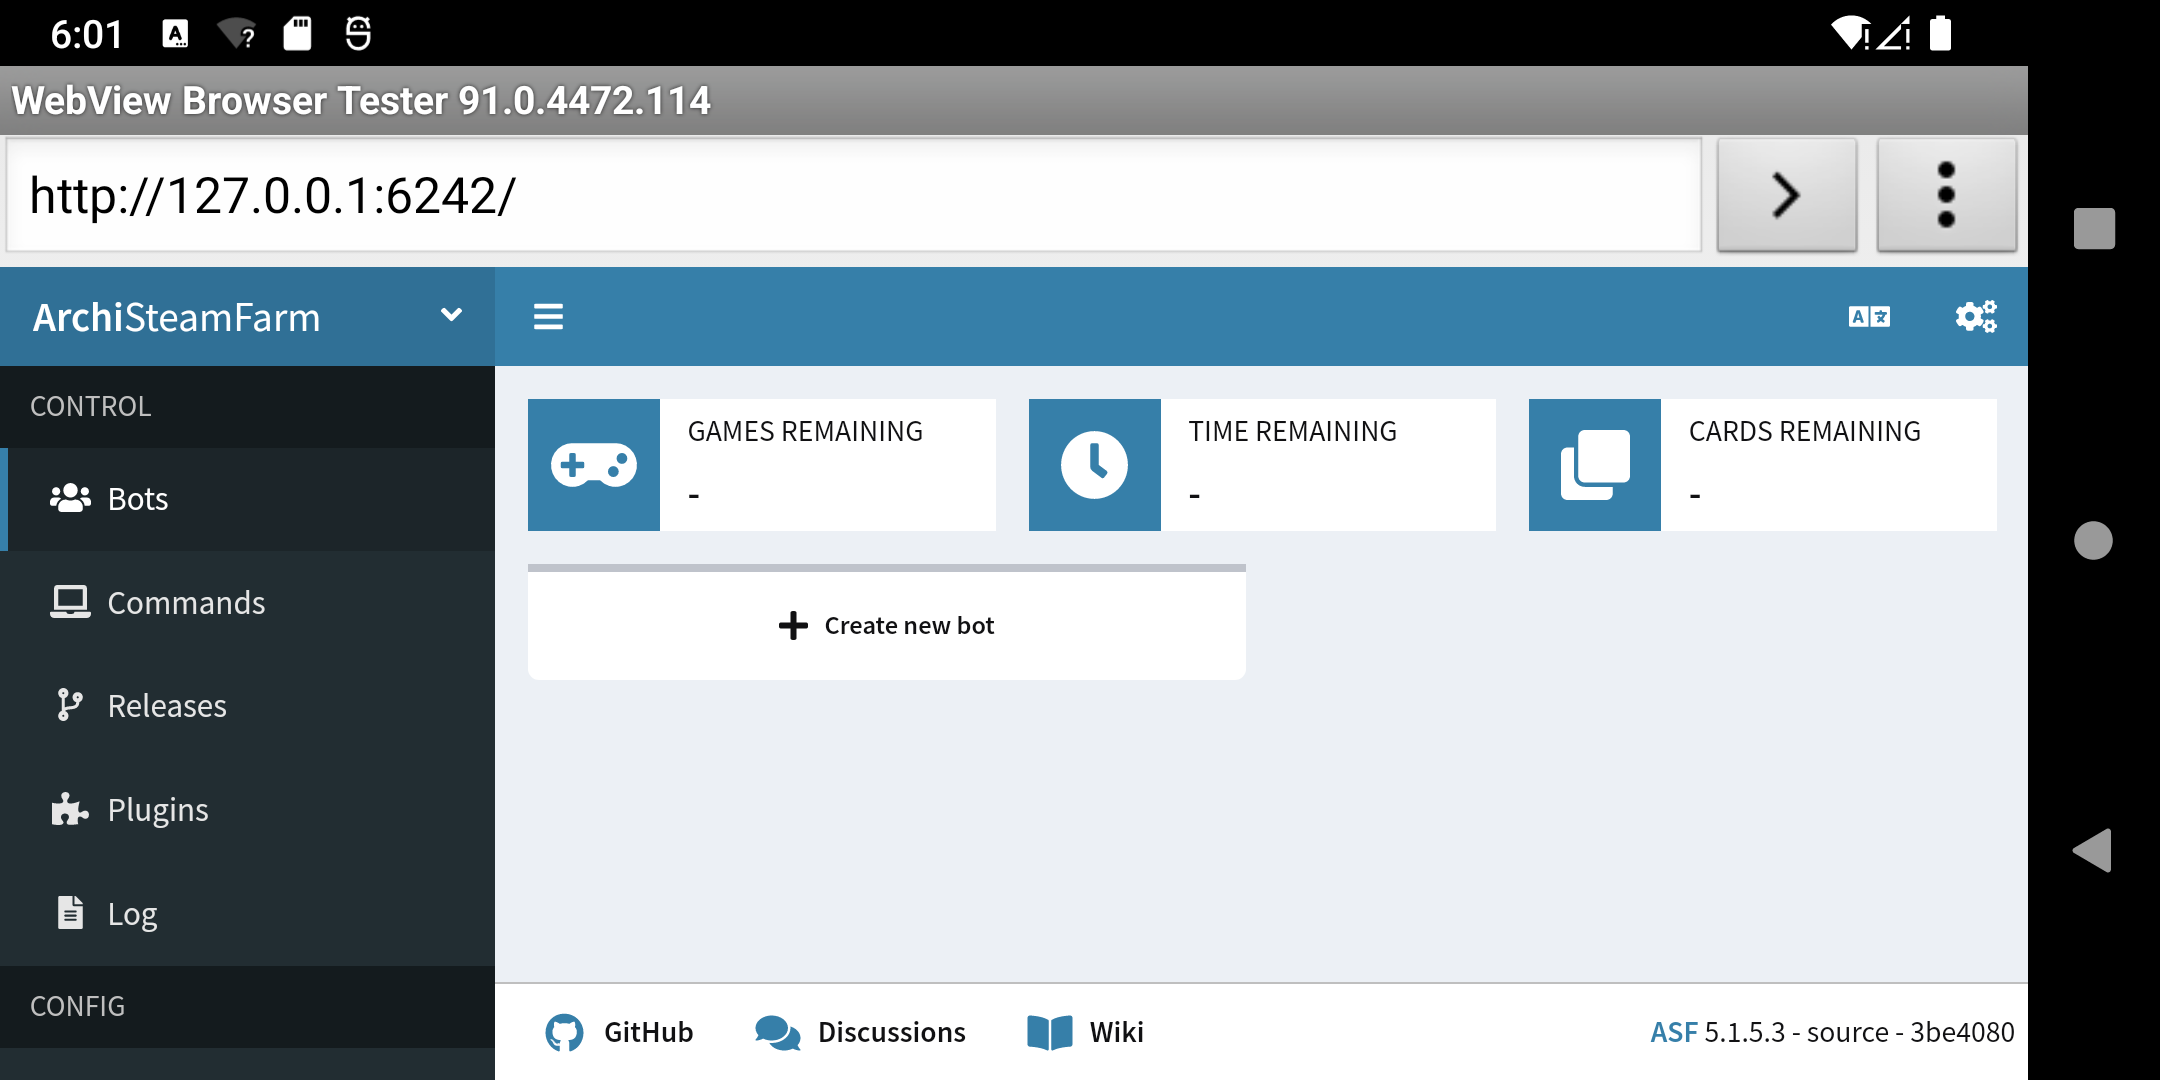 6:01
WebView Browser Tester 91.0.4472.114
http://127.0.0.1:6242/
ArchiSteamFarm
CONTROL
Bots
Commands
Releases
Plugins
Log
CONFIG
GAMES REMAINING
-
TIME REMAINING
-
CARDS REMAINING
-
Create new bot
GitHub
Discussions
Wiki
ASF 5.1.5.3 - source - 3be4080